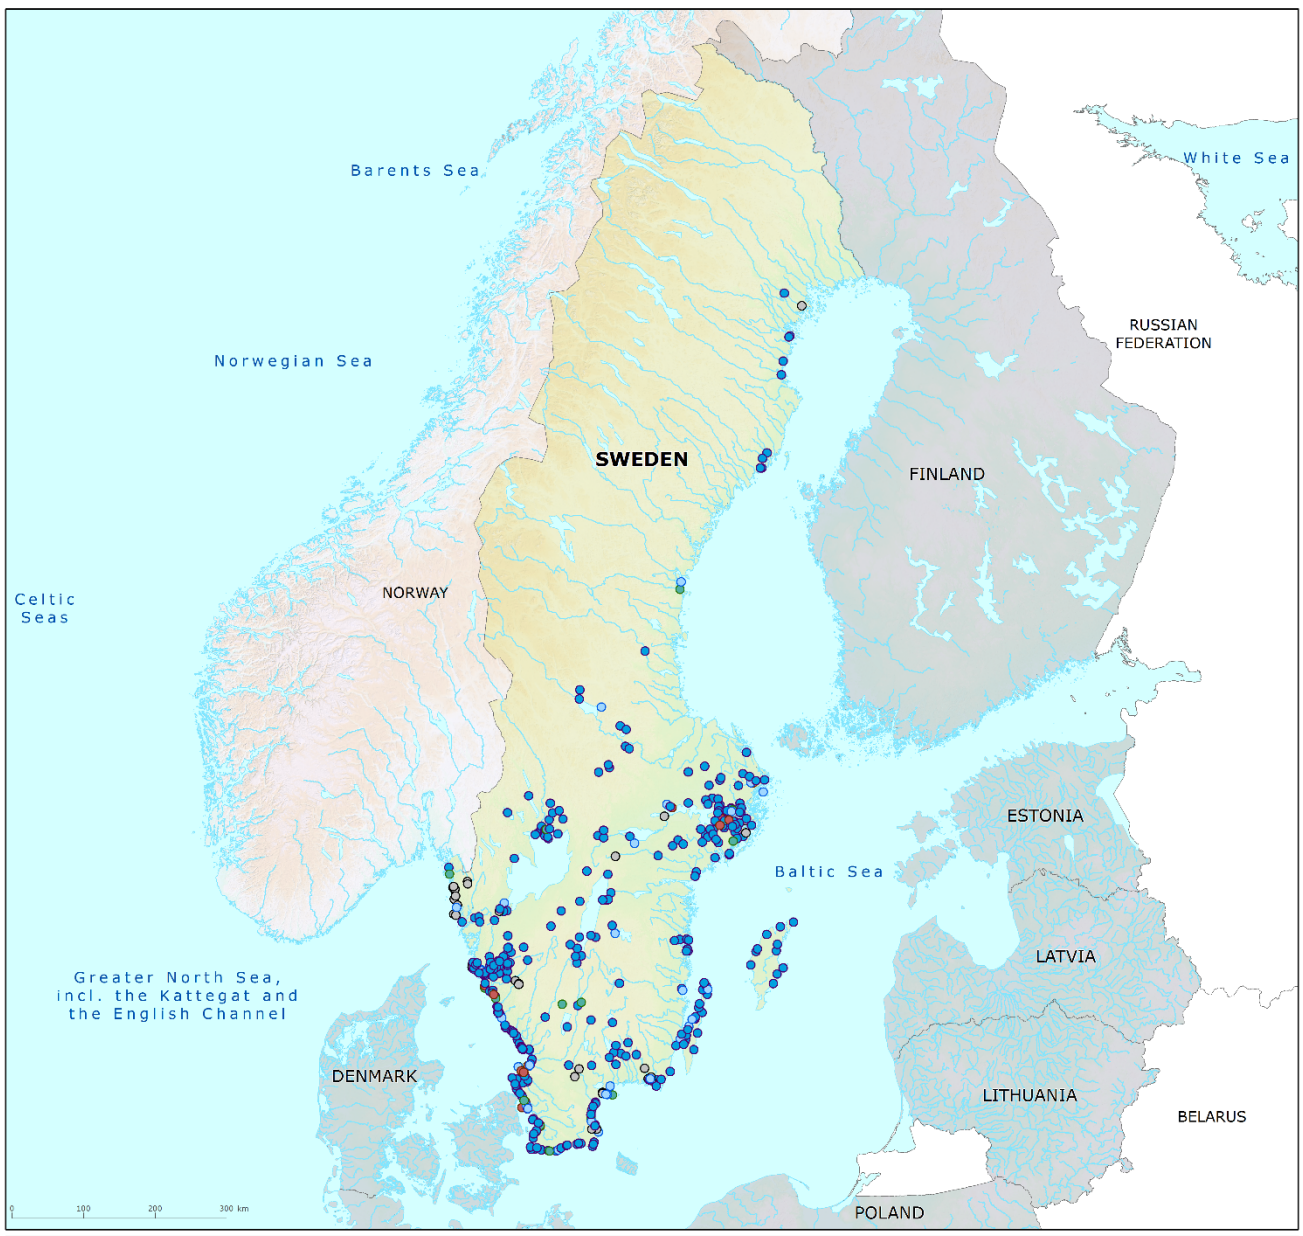 Barents Sea
White Sea
RUSSIAN
FEDERATION
Norwegian Sea
SWEDEN
FINLAND
NORWAY
Celtic
Seas
ESTONIA
Baltic Sea
LATVIA
Greater North Sea,
incl. the Kattegat and
the English Channel
DENMARK
LITHUANIA
BELARUS
POLAND
0 100 200 300 km